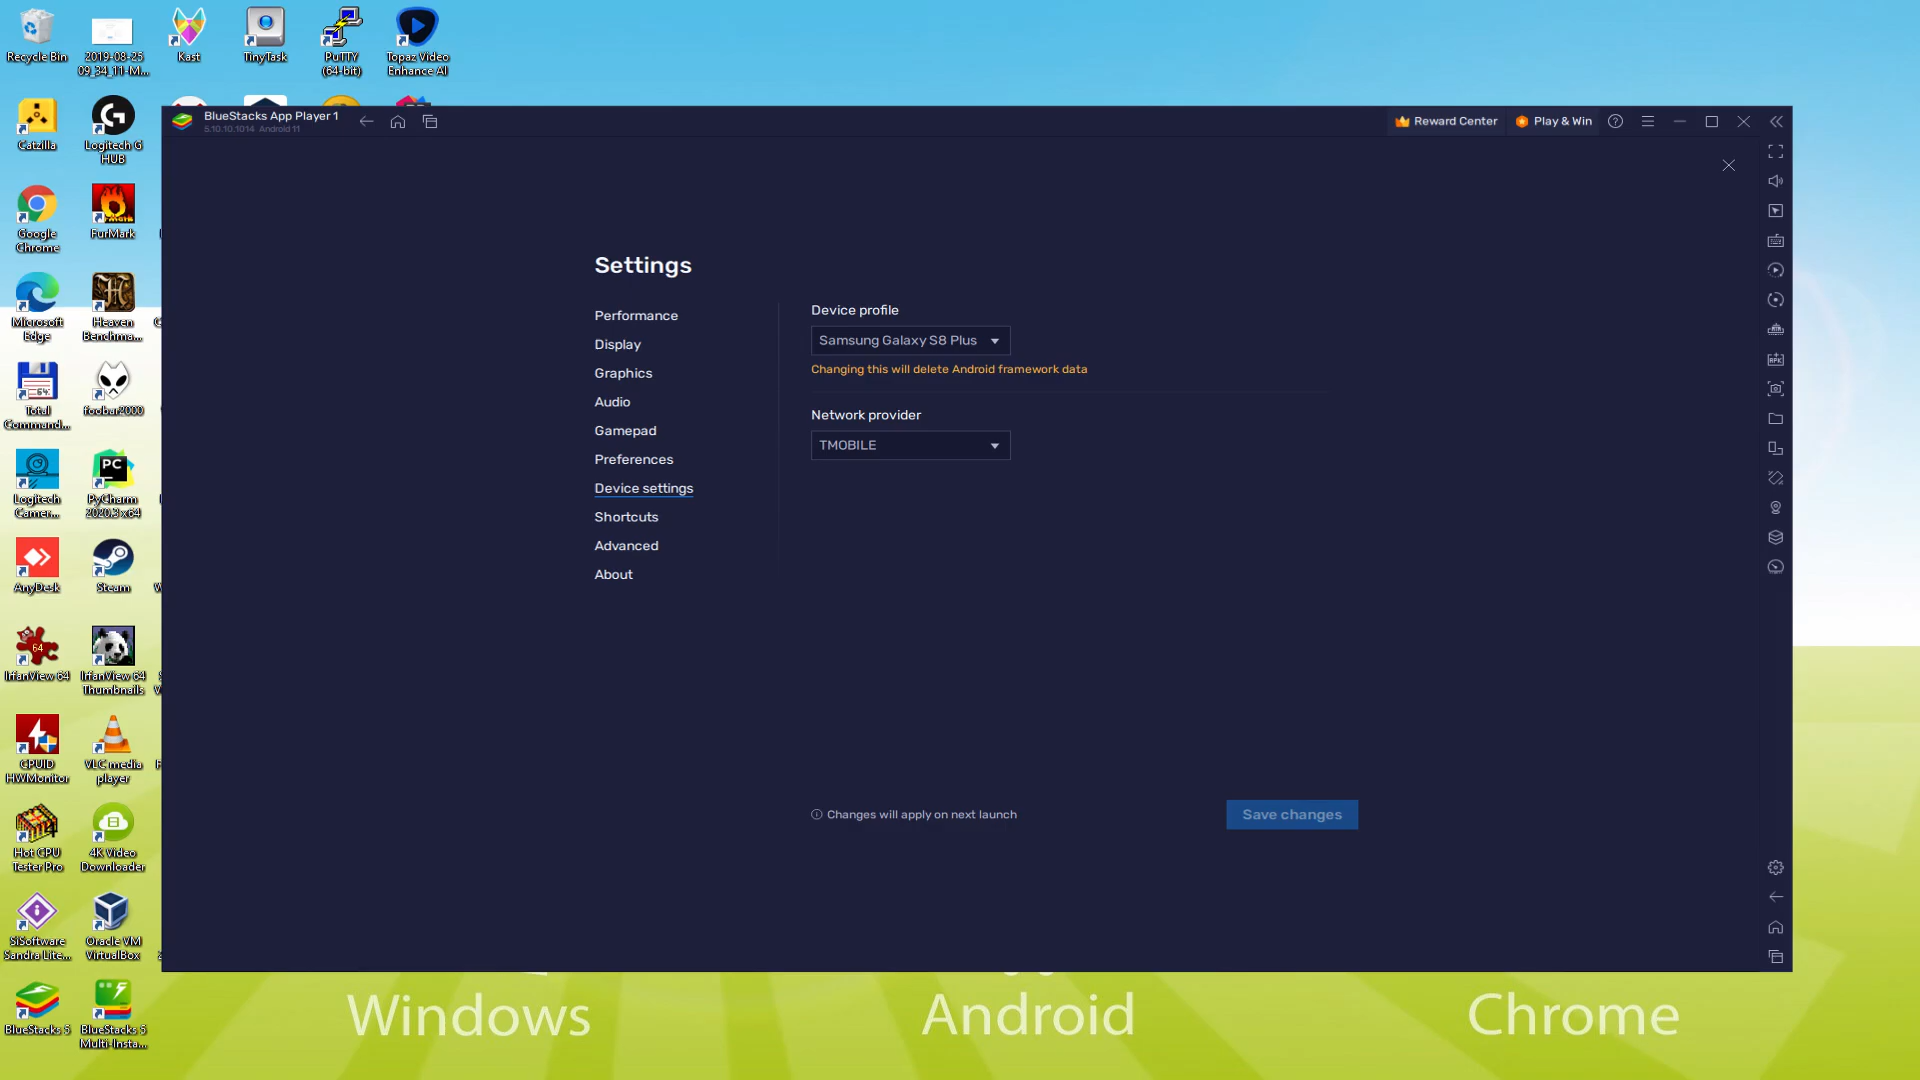 Recycle Bin
2019-08-25
09_34_11-M...
Kast
TinyTask
PuTTY
(64-bit)
Topaz Video
Enhance AI
Catzilla
Logitech G
HUB
Google
Chrome
FurMark
Microsoft
Edge
Heaven
Benchma...
Total
Command...
foobar2000
Logitech
Camer...
PyCharm
2020.3 x64
AnyDesk
Steam
IrfanView 64
IrfanView 64
Thumbnails
CPUID
HWMonitor
VLC media
player
Hot CPU
Tester Pro
4K Video
Downloader
SiSoftware
Sandra Lite...
Oracle VM
VirtualBox
BlueStacks 5
BlueStacks 5
Multi-Insta...
BlueStacks App Player 1
5.10.10.1014 Android 11
Reward Center
Play & Win
Settings
Performance
Display
Graphics
Audio
Gamepad
Preferences
Device settings
Shortcuts
Advanced
About
Device profile
Samsung Galaxy S8 Plus
Changing this will delete Android framework data
Network provider
TMOBILE
Changes will apply on next launch
Save changes
Windows
Android
Chrome